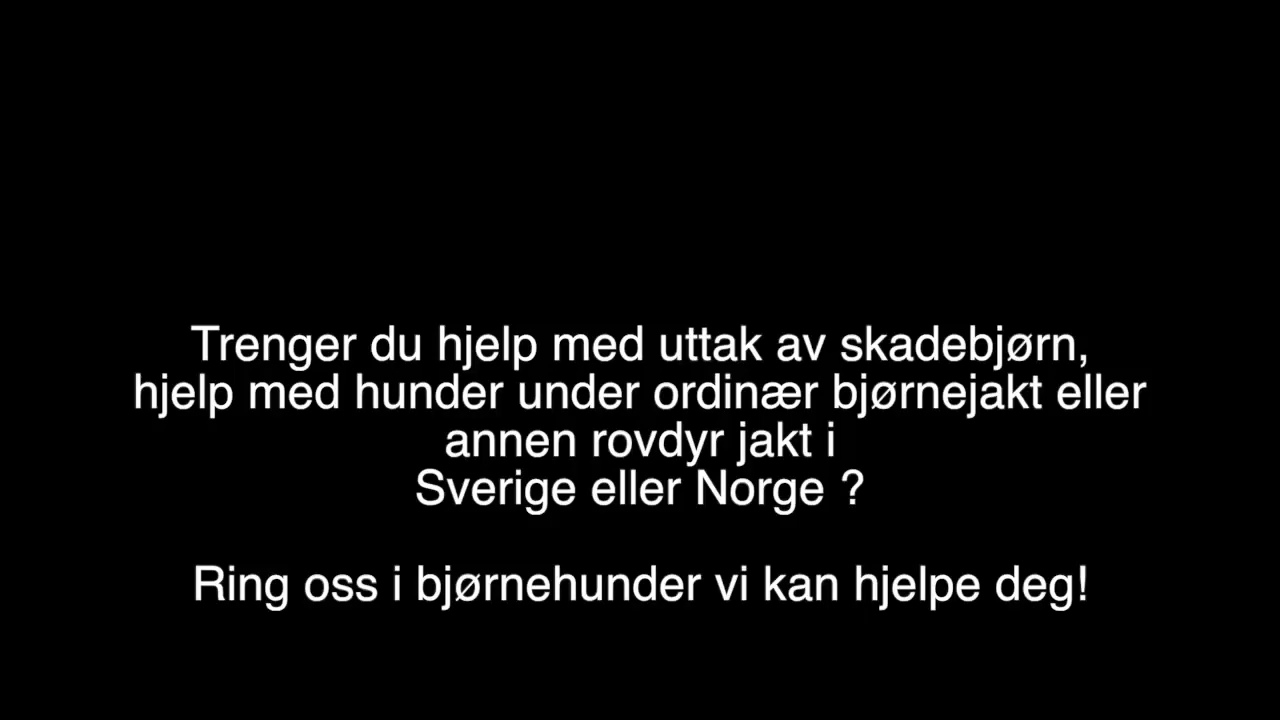 Trenger du hjelp med uttak av skadebjørn,
hjelp med hunder under ordinær bjørnejakt eller
annen rovdyr jakt i
Sverige eller Norge ?
Ring oss i bjørnehunder vi kan hjelpe deg!